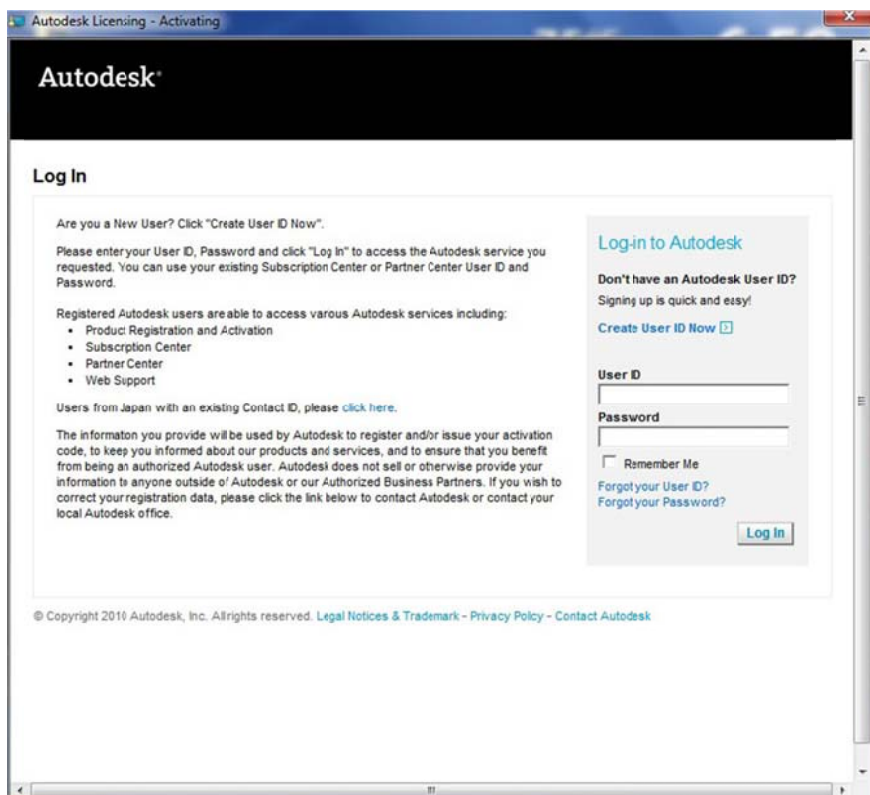 Autodesk Licensing - Activating
Autodesk®
Log In
Are you a New User? Click "Create User ID Now".
Please enter your User ID, Password and click "Log In" to access the Autodesk service you
requested. You can use your existing Subscription Center or Partner Center User ID and
Password.
Registered Autodesk users are able to access varous Autodesk services including:
• Product Registration and Activation
• Subscription Center
• Partner Center
• Web Support
Users from Japan with an existing Contact ID, please click here.
The information you provide will be used by Autodesk to register and/or issue your activation
code, to keep you informed about our products and services, and to ensure that you benefit
from being an authorized Autodesk user. Autodesk does not sell or otherwise provide your
information to anyone outside of Autodesk or our Authorized Business Partners. If you wish to
correct your registration data, please click the link below to contact Autodesk or contact your
local Autodesk office.
Log-in to Autodesk
Don't have an Autodesk User ID?
Signing up is quick and easy!
Create User ID Now
User ID
Password
Remember Me
Forgot your User ID?
Forgot your Password?
Log In
© Copyright 2010 Autodesk, Inc. All rights reserved. Legal Notices & Trademark - Privacy Policy - Contact Autodesk